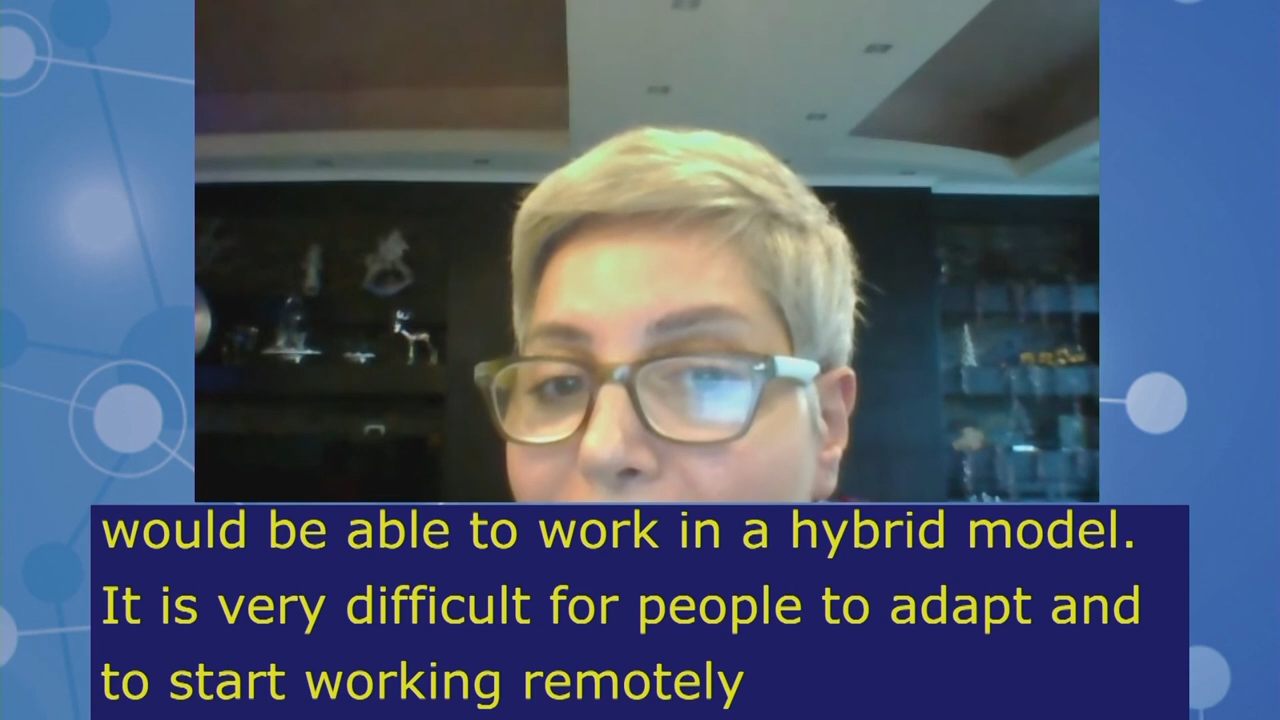 would be able to work in a hybrid model.
It is very difficult for people to adapt and
to start working remotely